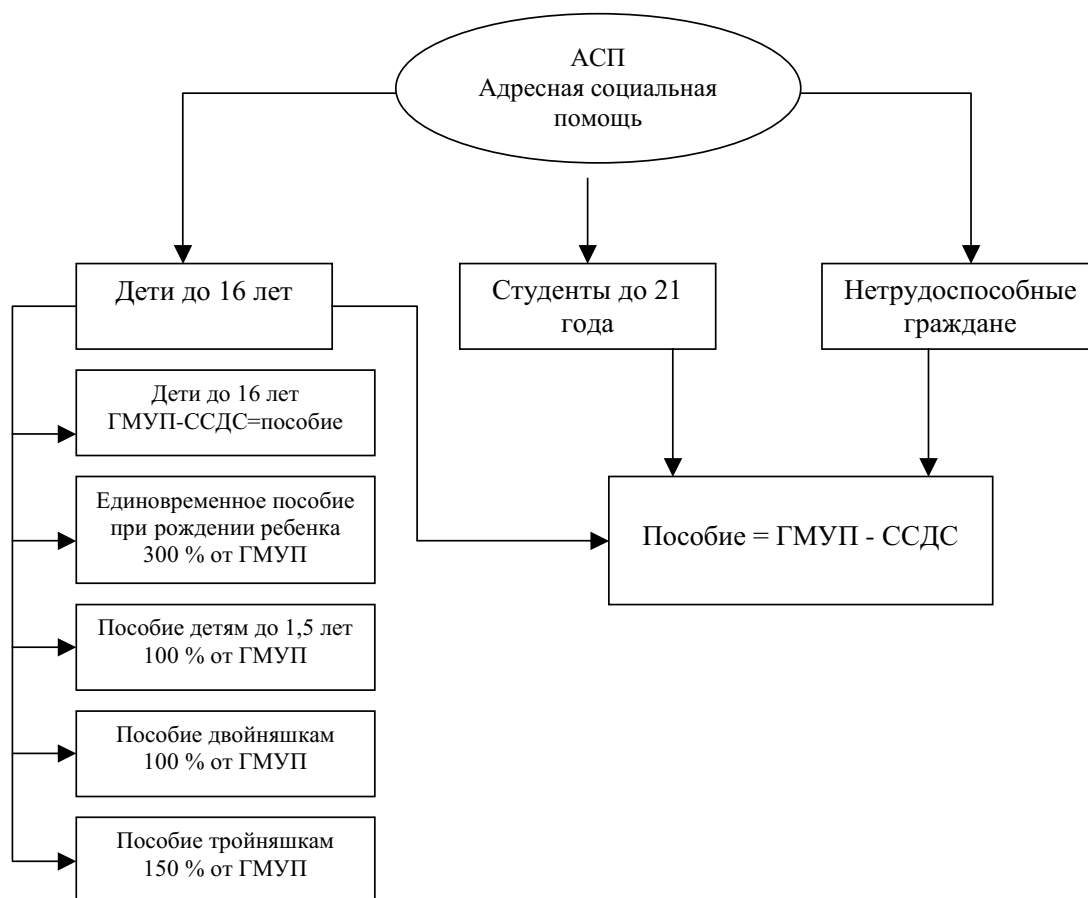 АСП
Адресная социальная
помощь
Дети до 16 лет
Студенты до 21
года
Нетрудоспособные
граждане
Дети до 16 лет
ГМУП-ССДС=пособие
Единовременное пособие
при рождении ребенка
300 % от ГМУП
Пособие = ГМУП - ССДС
Пособие детям до 1,5 лет
100 % от ГМУП
Пособие двойняшкам
100 % от ГМУП
Пособие тройняшкам
150 % от ГМУП